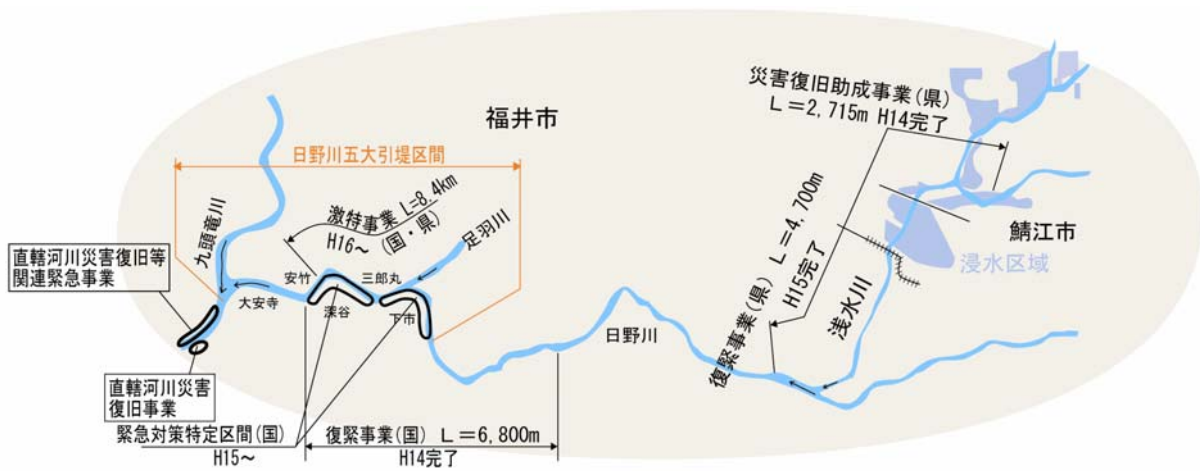 災害復旧助成事業(県)
L=2,715m H14完了
福井市
日野川五大引堤区間
激特事業 L=8.4km
H16～ (国・県)
九頭竜川
足羽川
復緊事業(県) L=4,700m
H15完了
鯖江市
浸水区域
浅水川
直轄河川災害復旧等
関連緊急事業
安竹
三郎丸
大安寺
深谷
下市
日野川
直轄河川災害
復旧事業
緊急対策特定区間(国)
H15～
復緊事業(国) L=6,800m
H14完了